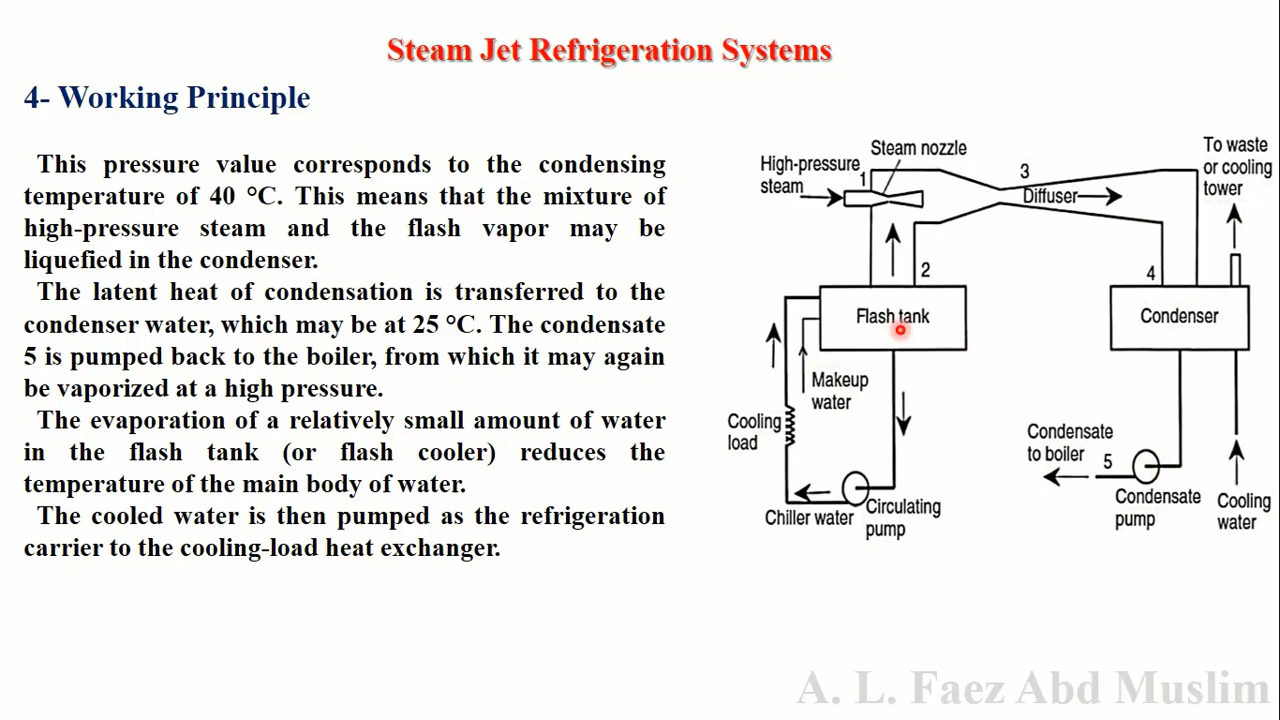 Steam Jet Refrigeration Systems
4- Working Principle
This pressure value corresponds to the condensing
temperature of 40 °C. This means that the mixture of
high-pressure steam and the flash vapor may be
liquefied in the condenser.
The latent heat of condensation is transferred to the
condenser water, which may be at 25 °C. The condensate
5 is pumped back to the boiler, from which it may again
be vaporized at a high pressure.
The evaporation of a relatively small amount of water
in the flash tank (or flash cooler) reduces the
temperature of the main body of water.
The cooled water is then pumped as the refrigeration
carrier to the cooling-load heat exchanger.
Steam nozzle
High-pressure
steam
1
3
Diffuser
To waste
or cooling
tower
2
4
Flash tank
Condenser
Makeup
water
Cooling
load
Chiller water
Circulating
pump
Condensate
to boiler
5
Condensate
pump
Cooling
water
A. L. Faez Abd Muslim